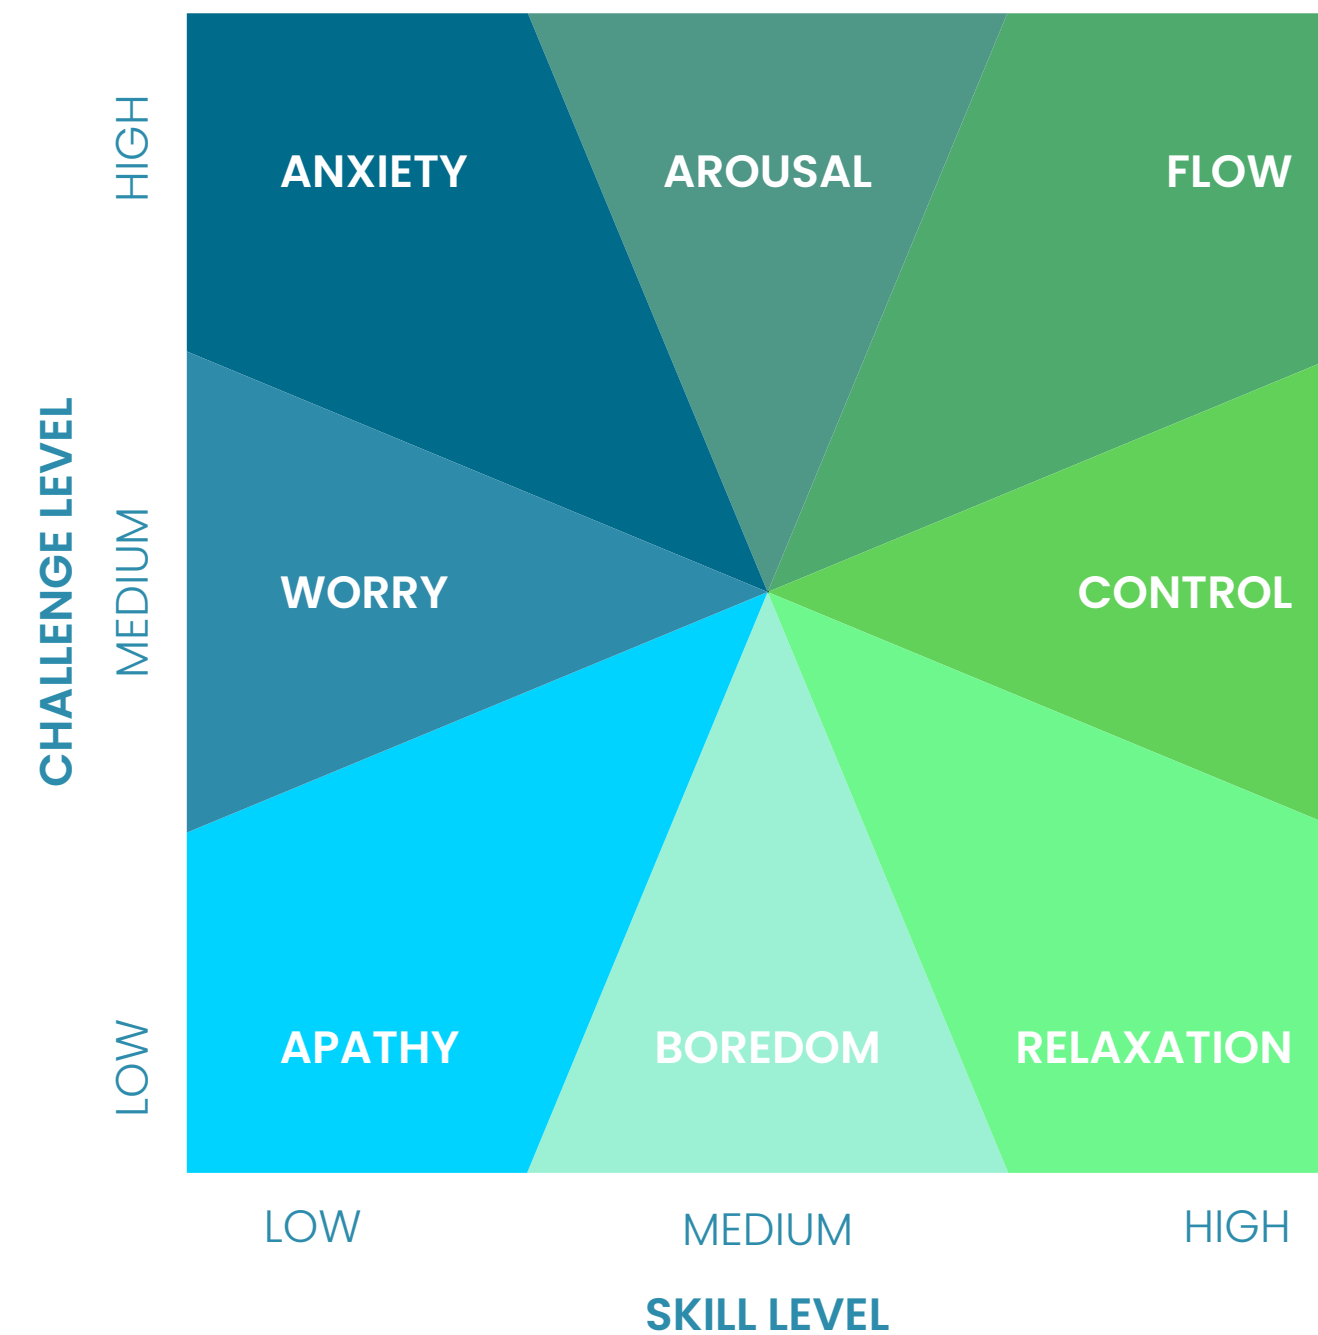 HIGH
ANXIETY
AROUSAL
FLOW
CHALLENGE LEVEL
MEDIUM
WORRY
CONTROL
LOW
APATHY
BOREDOM
RELAXATION
LOW
MEDIUM
HIGH
SKILL LEVEL